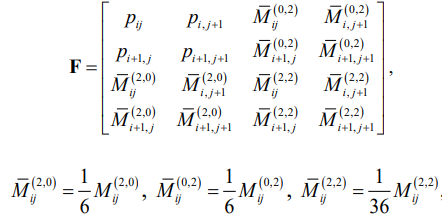 F = [ p_{ij} p_{i,j+1} M̄_{ij}^{(0,2)} M̄_{i,j+1}^{(0,2)}
p_{i+1,j} p_{i+1,j+1} M̄_{i+1,j}^{(0,2)} M̄_{i+1,j+1}^{(0,2)}
M̄_{ij}^{(2,0)} M̄_{i,j+1}^{(2,0)} M̄_{ij}^{(2,2)} M̄_{i,j+1}^{(2,2)}
M̄_{i+1,j}^{(2,0)} M̄_{i+1,j+1}^{(2,0)} M̄_{i+1,j}^{(2,2)} M̄_{i+1,j+1}^{(2,2)} ],
M̄_{ij}^{(2,0)} = 1/6 M_{ij}^{(2,0)}, M̄_{ij}^{(0,2)} = 1/6 M_{ij}^{(0,2)}, M̄_{ij}^{(2,2)} = 1/36 M_{ij}^{(2,2)},